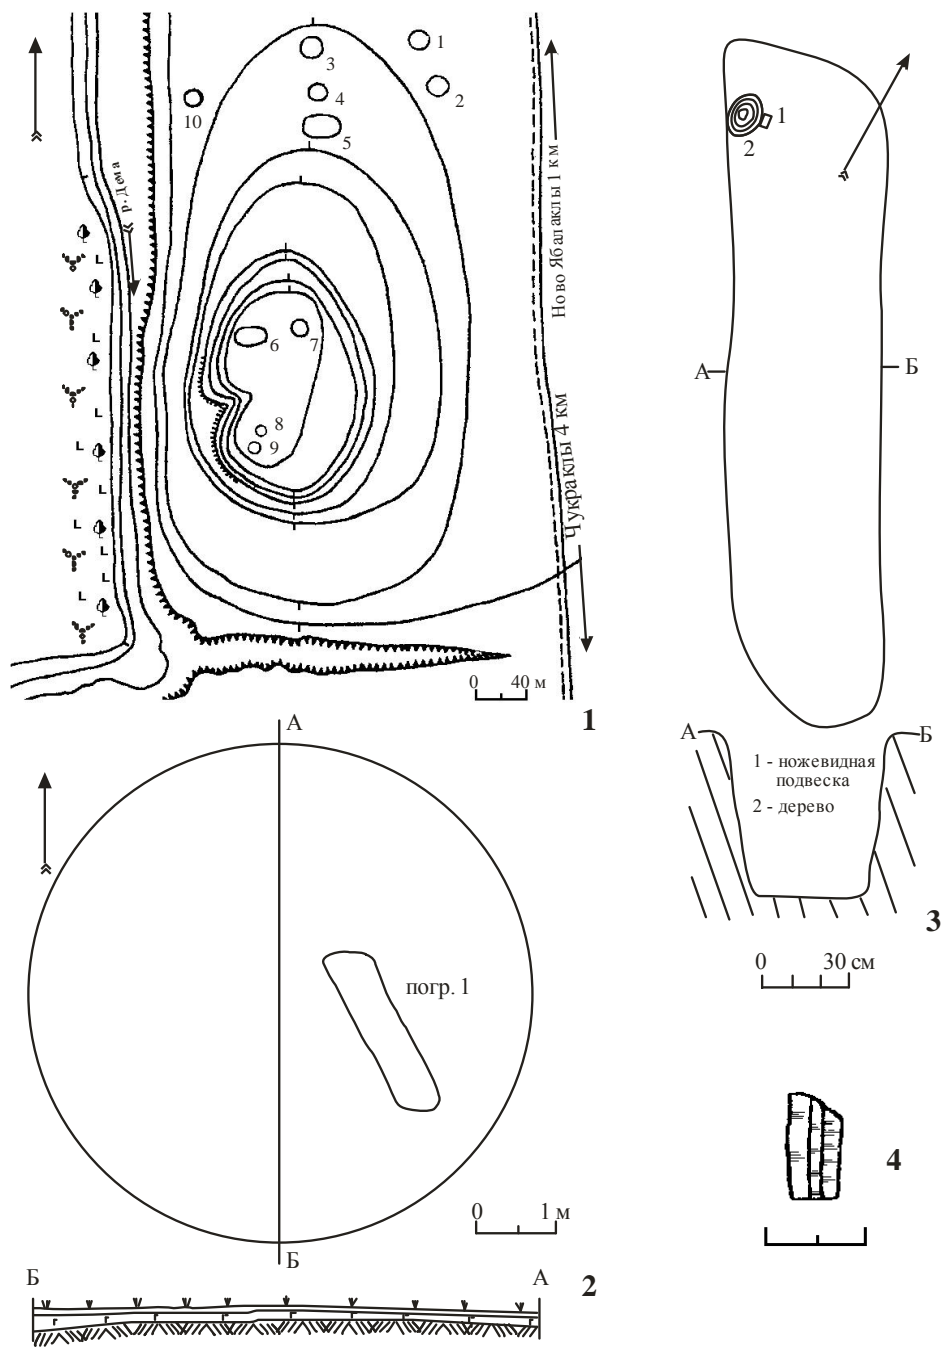 1
2
3
4
5
10
р. Дема
6
7
8
9
Ново Ябалаклы 1 км
Чукраклы 4 км
0 40 м
1
А
погр. 1
0 1 м
Б
Б А
2
1
2
А Б
А Б
1 - ножевидная
подвеска
2 - дерево
3
0 30 см
4